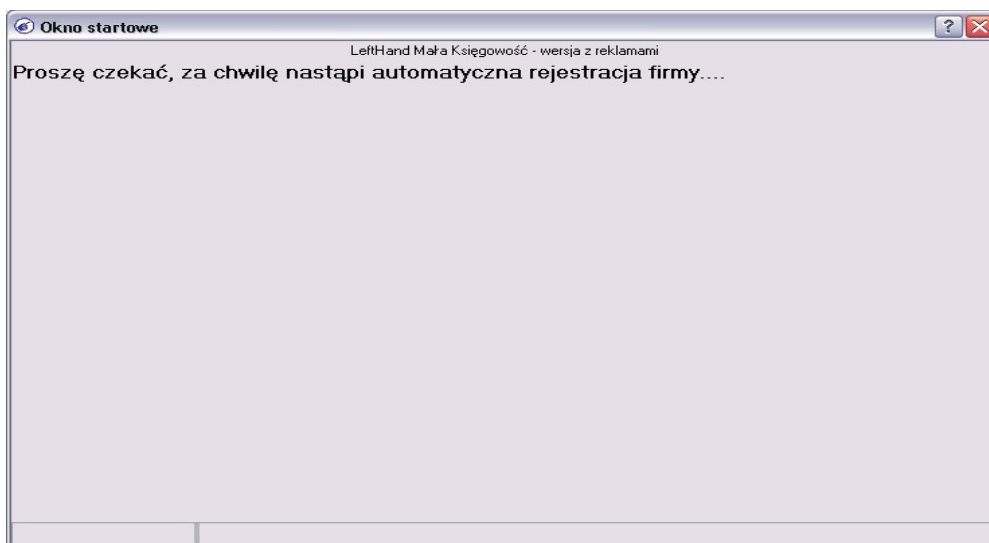 Okno startowe
LeftHand Mała Księgowość - wersja z reklamami
Proszę czekać, za chwilę nastąpi automatyczna rejestracja firmy....